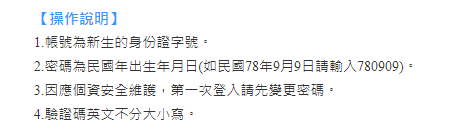 【操作說明】
1.帳號為新生的身份證字號。
2.密碼為民國年出生年月日(如民國78年9月9日請輸入780909)。
3.因應個資安全維護，第一次登入請先變更密碼。
4.驗證碼英文不分大小寫。